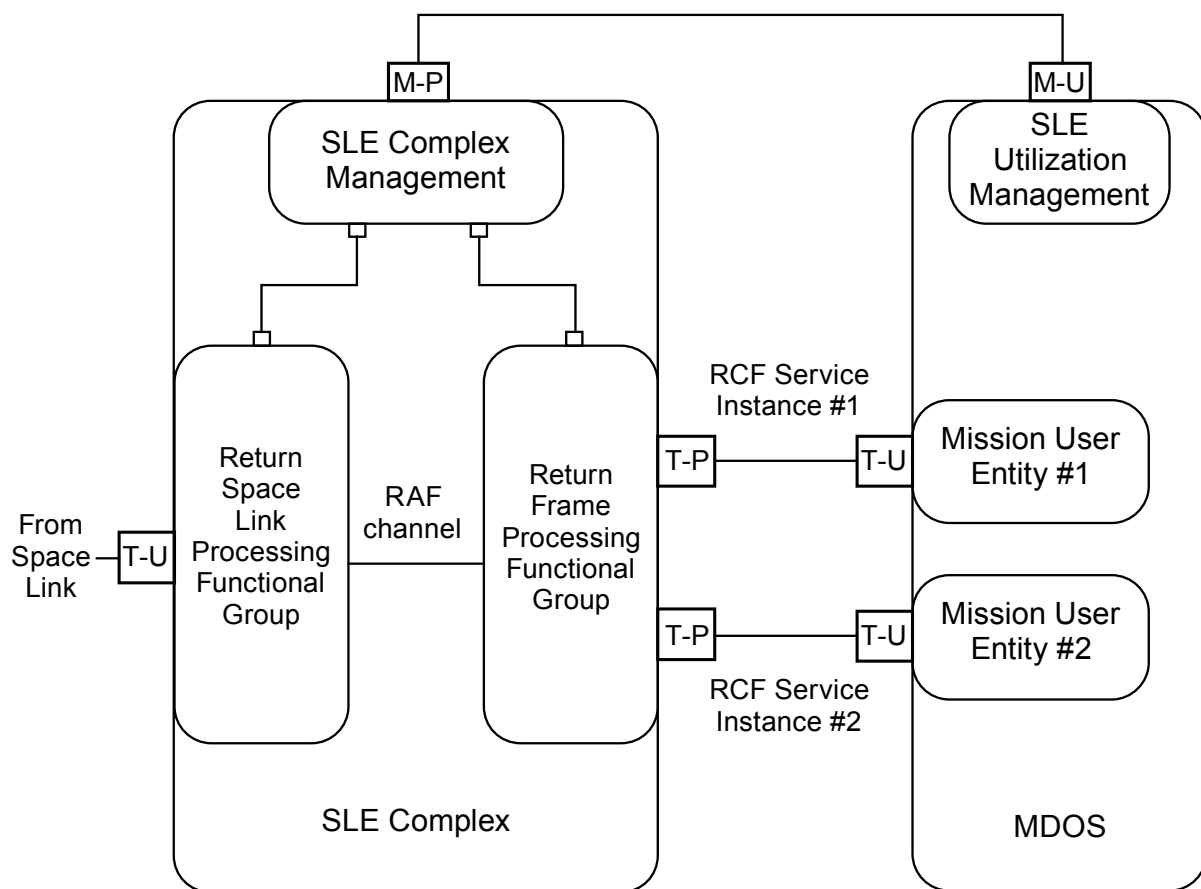 M-P
M-U
SLE Complex
Management
SLE
Utilization
Management
RCF Service
Instance #1
Return
Space
Link
Processing
Functional
Group
RAF
channel
Return
Frame
Processing
Functional
Group
T-P
T-U
Mission User
Entity #1
From
Space
Link
T-U
T-P
T-U
Mission User
Entity #2
RCF Service
Instance #2
SLE Complex
MDOS